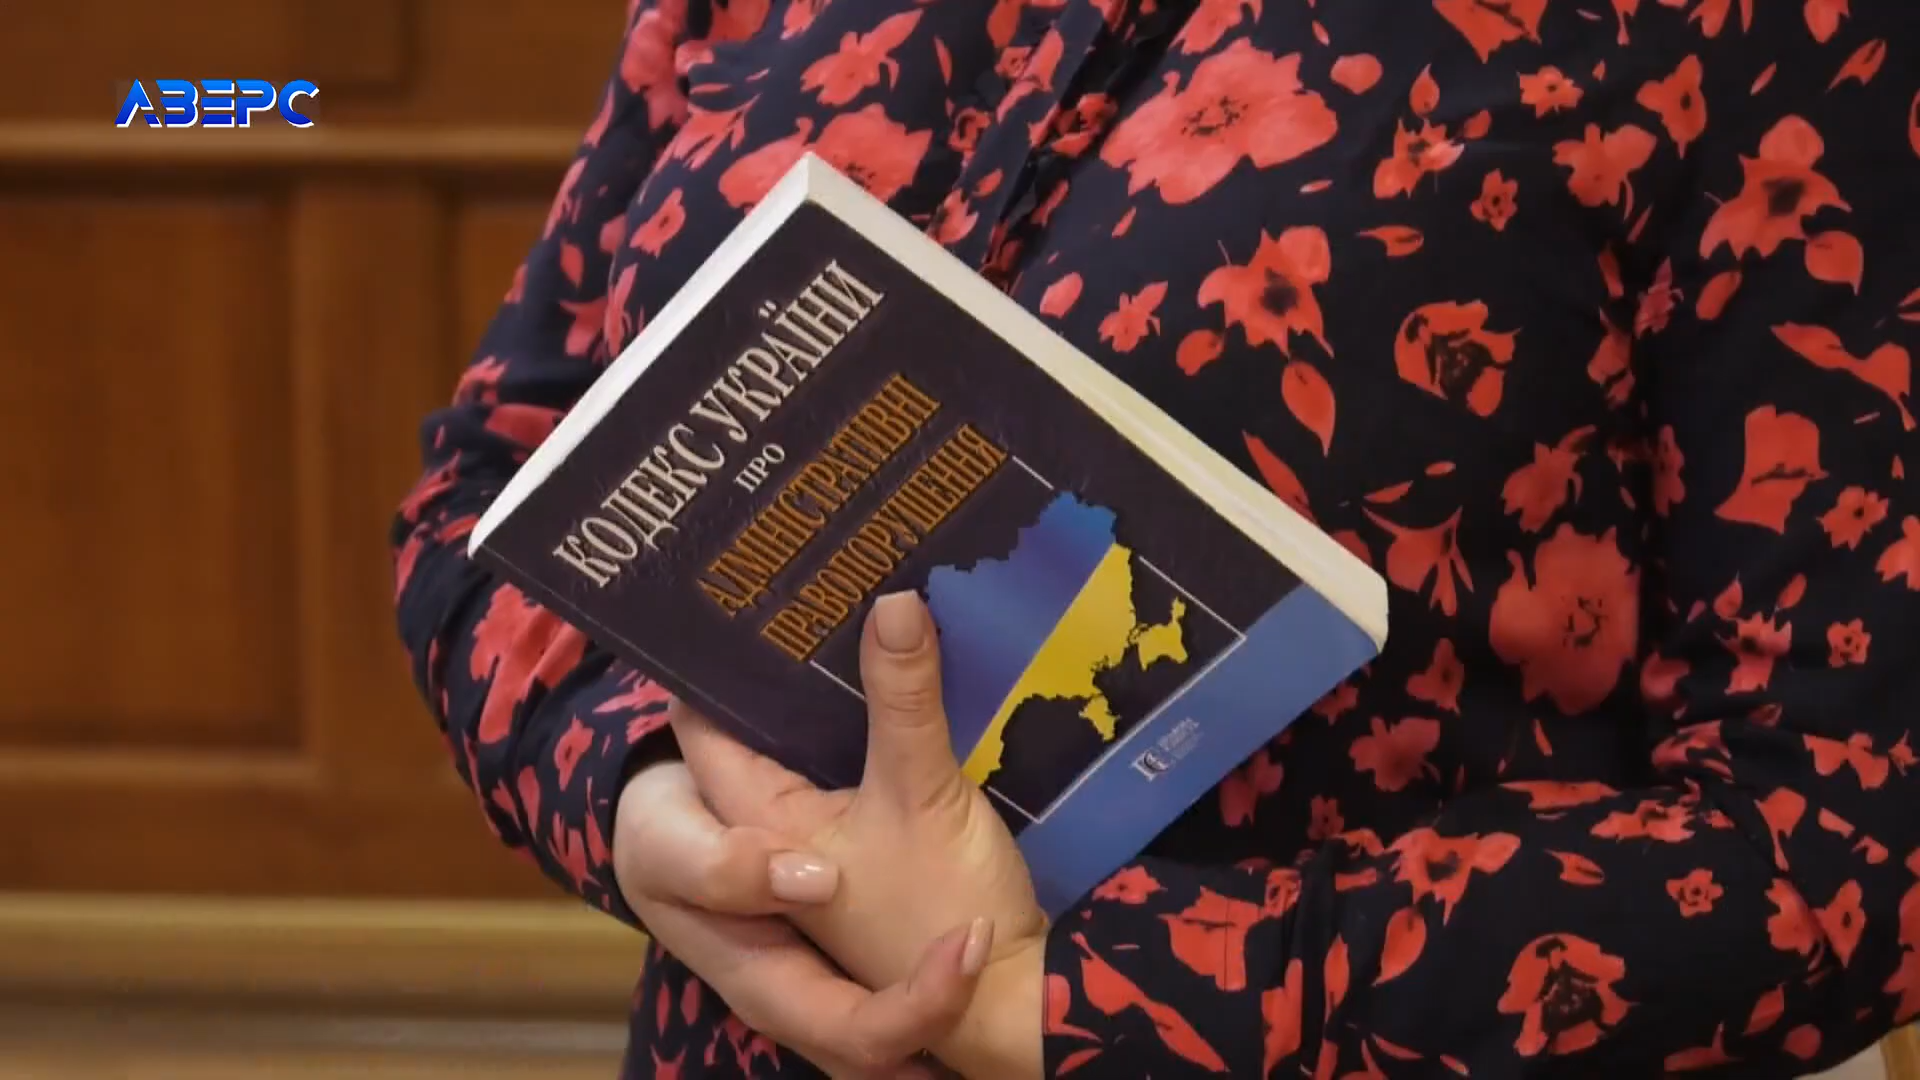 АВЕРС
КОДЕКС УКРАЇНИ
ПРО
АДМІНІСТРАТИВНІ
ПРАВОПОРУШЕННЯ